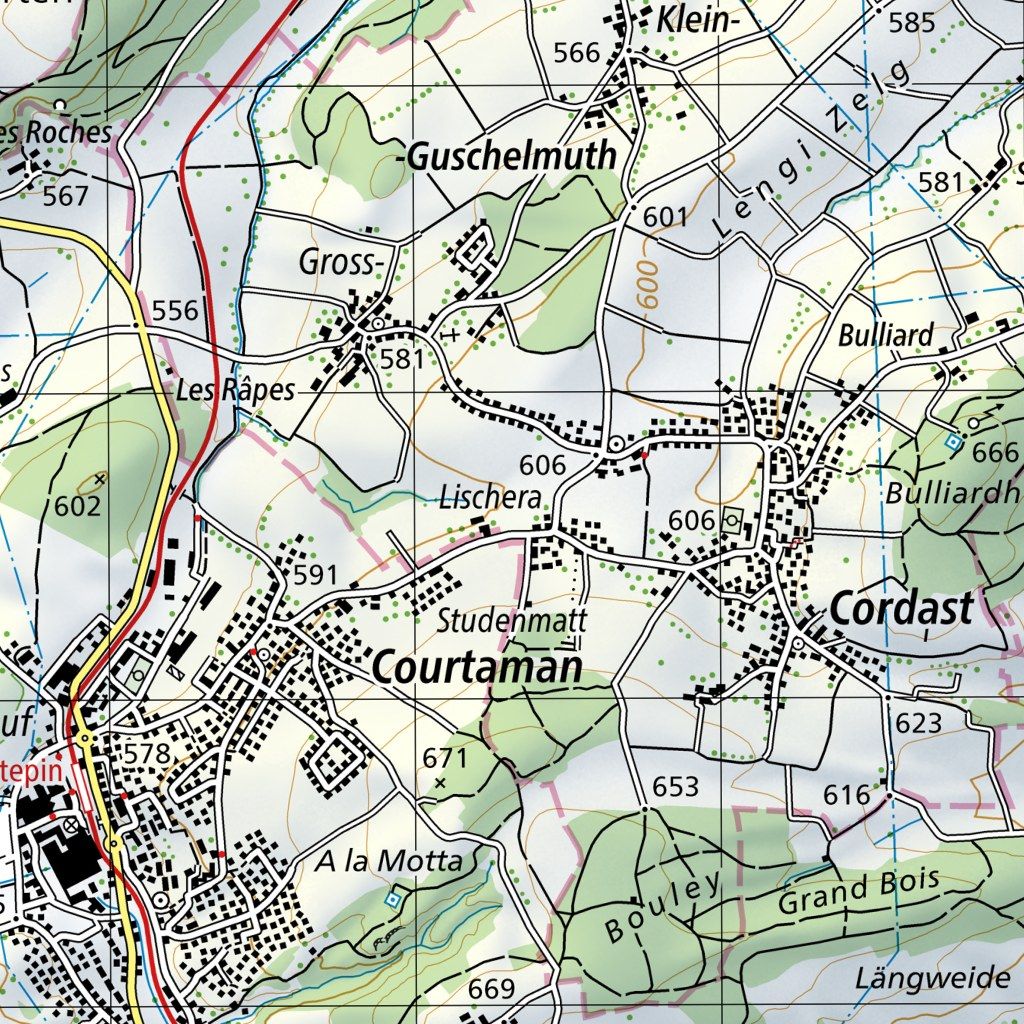 Klein-
585
566
Lengi Zelg
es Roches
-Guschelmuth
581
567
601
Gross-
600
556
Bulliard
581
Les Râpes
606
666
602
Lischera
606
Bulliardh
591
Studenmatt
Cordast
Courtaman
uf
623
578
671
tepin
653
616
A la Motta
Bouley
Grand Bois
Längweide
669